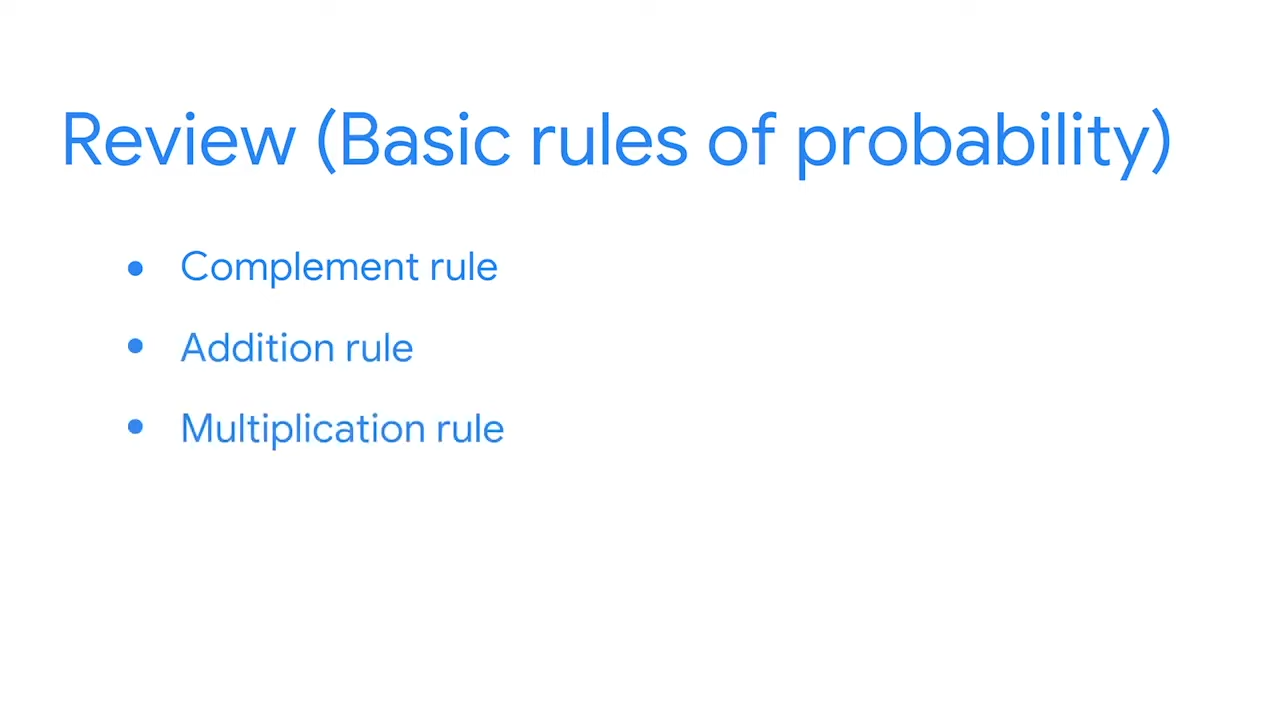 Review (Basic rules of probability)
• Complement rule
• Addition rule
• Multiplication rule